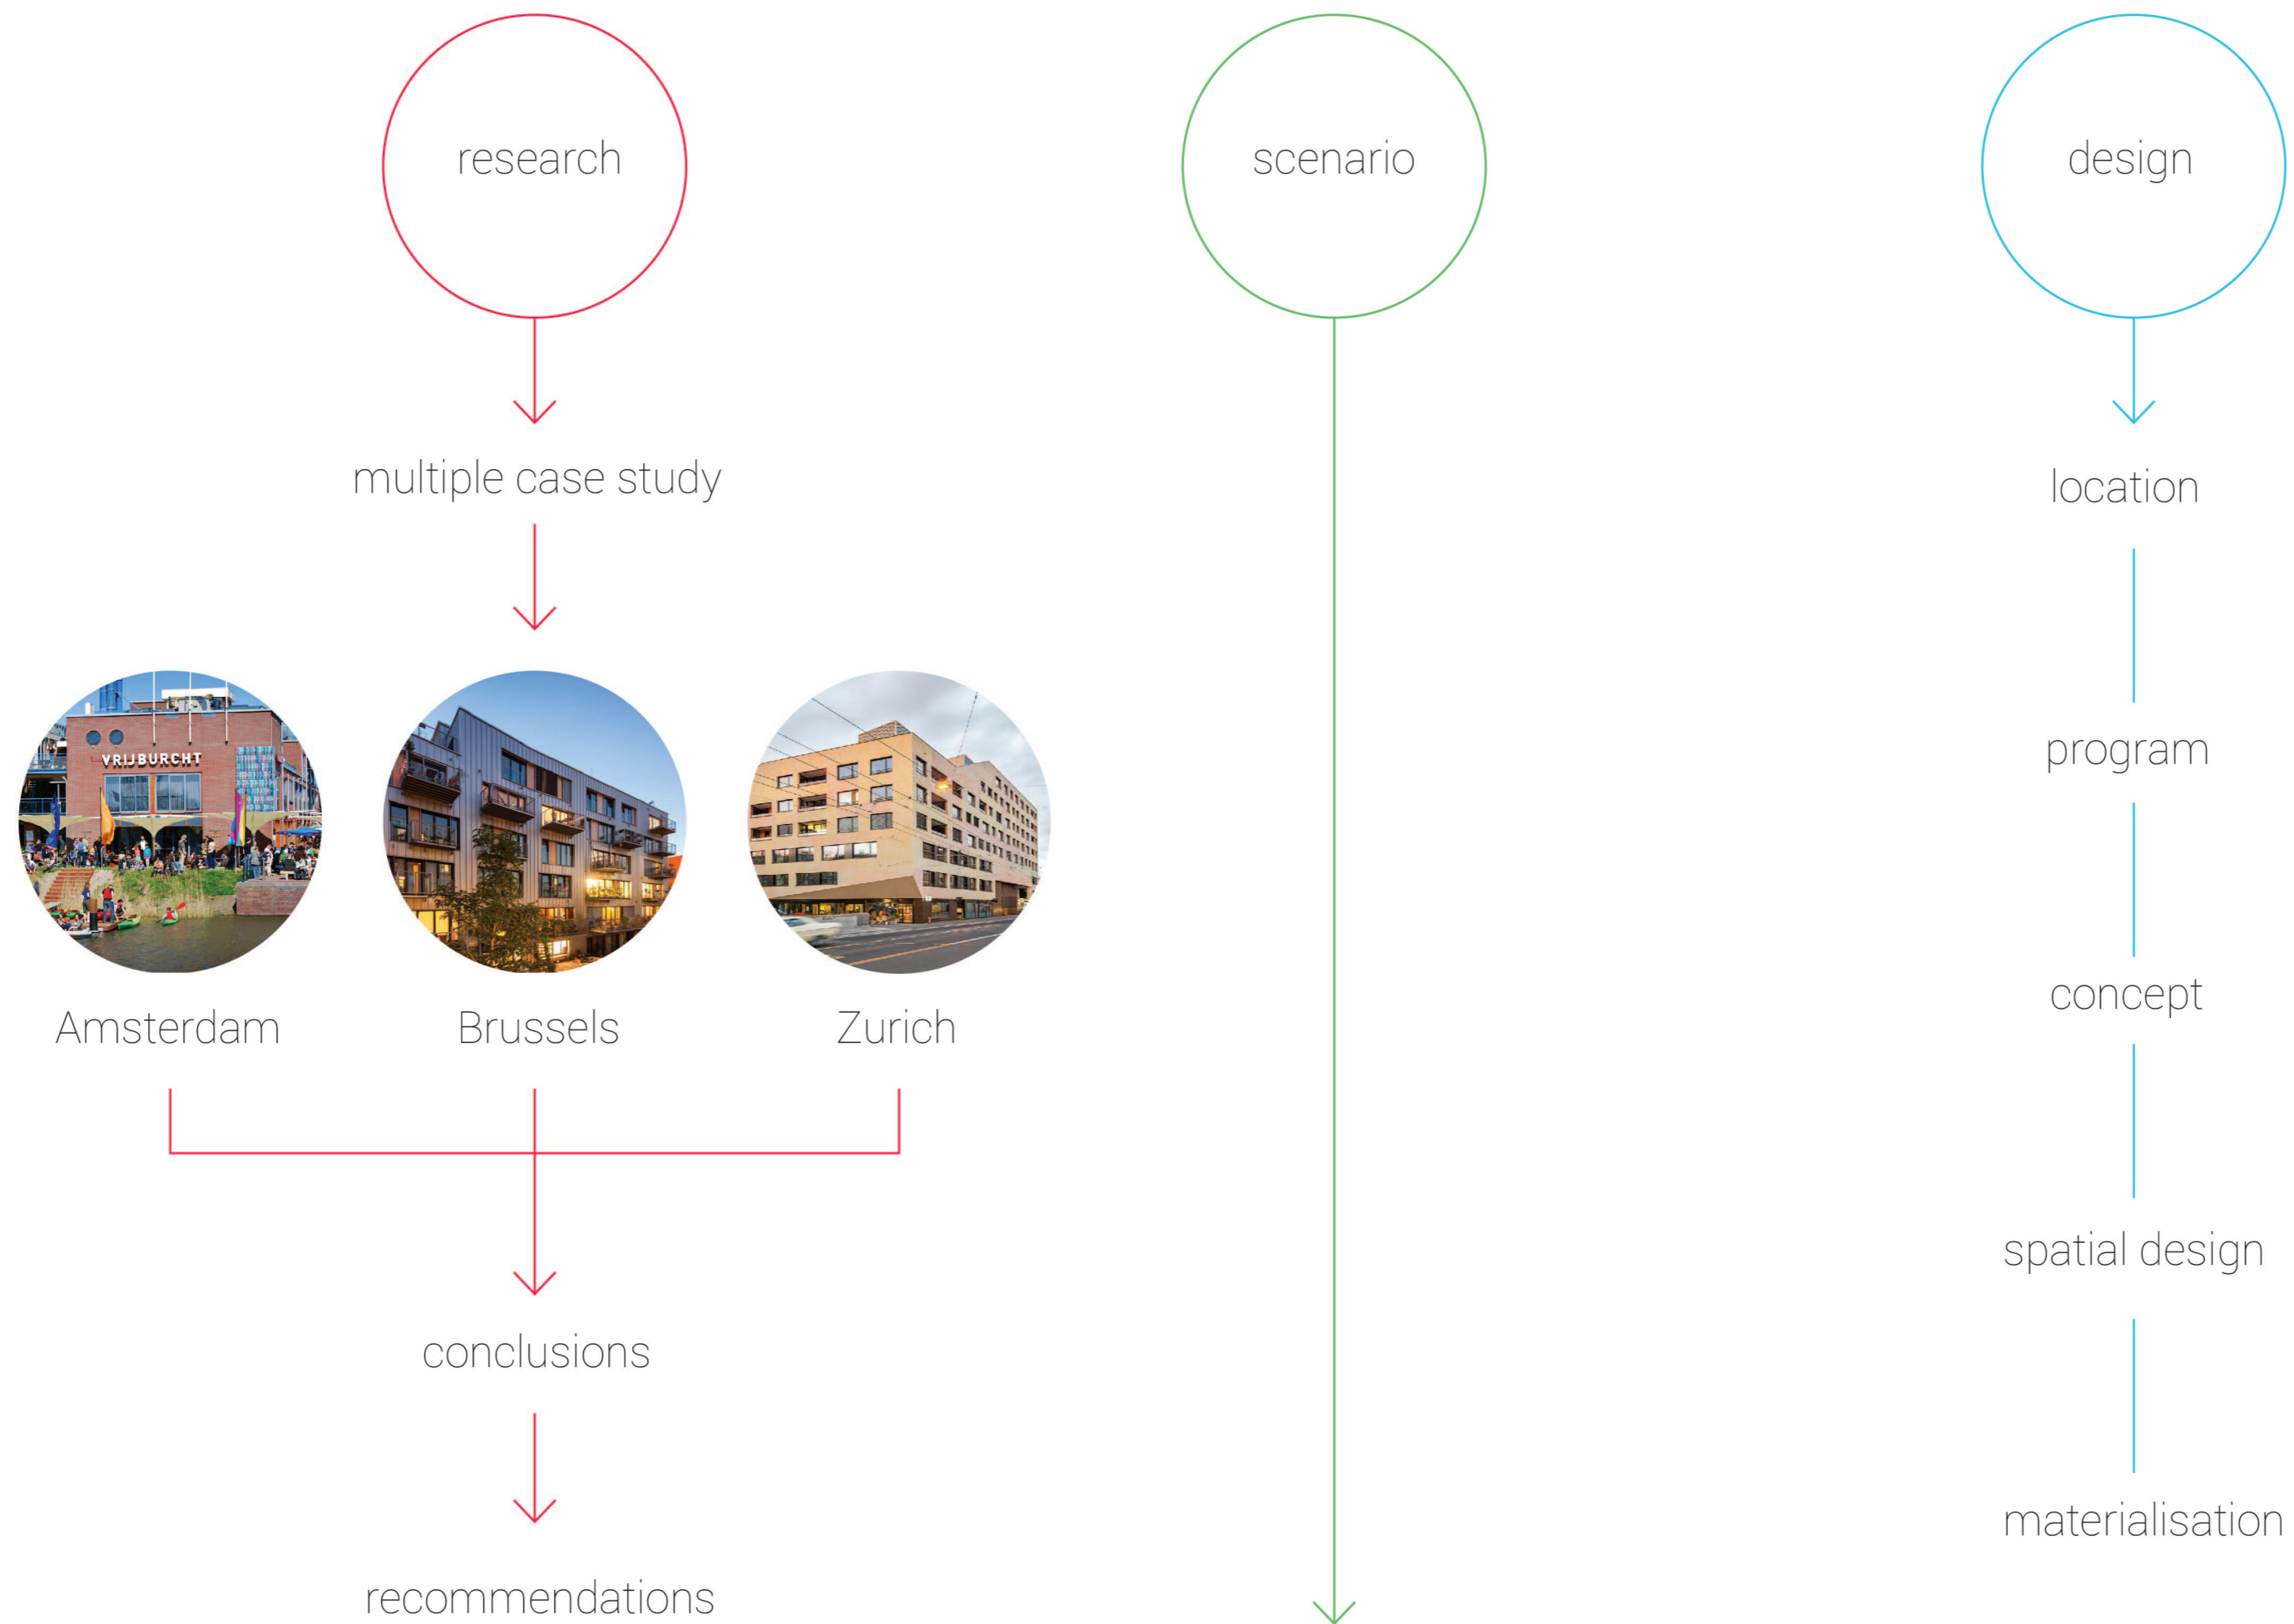 research
scenario
design
multiple case study
location
program
VRIJBURCHT
Amsterdam
Brussels
Zurich
concept
spatial design
conclusions
materialisation
recommendations